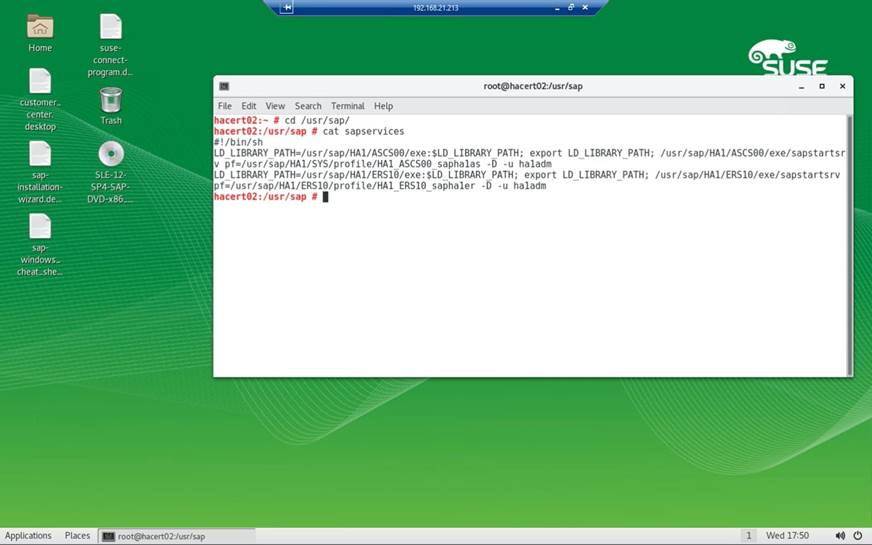 192.168.21.213
Home
suse-
connect-
program.d...
customer_
center.
desktop
Trash
sap-
installation-
wizard.de...
SLE-12-
SP4-SAP-
DVD-x86_...
sap-
windows_
cheat_she...
SUSE
root@hacert02:/usr/sap
File Edit View Search Terminal Help
hacert02:~ # cd /usr/sap/
hacert02:/usr/sap # cat sapservices
#!/bin/sh
LD_LIBRARY_PATH=/usr/sap/HA1/ASCS00/exe:$LD_LIBRARY_PATH; export LD_LIBRARY_PATH; /usr/sap/HA1/ASCS00/exe/sapstartsr
v pf=/usr/sap/HA1/SYS/profile/HA1_ASCS00_sapha1as -D -u ha1adm
LD_LIBRARY_PATH=/usr/sap/HA1/ERS10/exe:$LD_LIBRARY_PATH; export LD_LIBRARY_PATH; /usr/sap/HA1/ERS10/exe/sapstartsrv
pf=/usr/sap/HA1/ERS10/profile/HA1_ERS10_sapha1er -D -u ha1adm
hacert02:/usr/sap #
Applications Places root@hacert02:/usr/sap 1 Wed 17:50